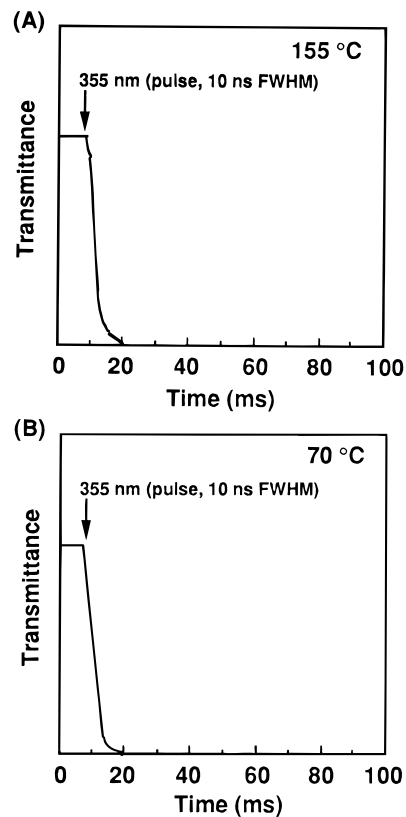 (A)
155 °C
355 nm (pulse, 10 ns FWHM)
Transmittance
0 20 40 60 80 100
Time (ms)
(B)
70 °C
355 nm (pulse, 10 ns FWHM)
Transmittance
0 20 40 60 80 100
Time (ms)